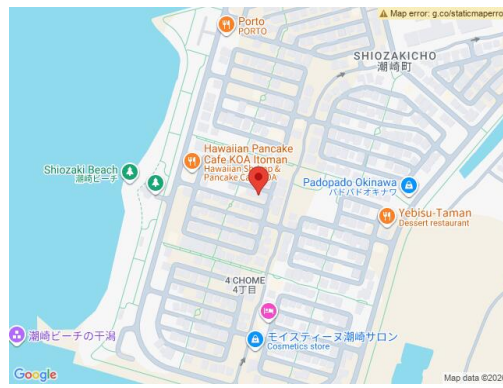 Map error: g.co/staticmaperro
Porto
PORTO
SHIOZAKICHO
潮崎町
Hawaiian Pancake
Cafe KOA Itoman
Shiozaki Beach
潮崎ビーチ
Padopado Okinawa
パドパドオキナワ
Yebisu-Taman
Dessert restaurant
4 CHOME
4丁目
潮崎ビーチの干潟
モイスティーヌ潮崎サロン
Cosmetics store
Google
Map data ©202